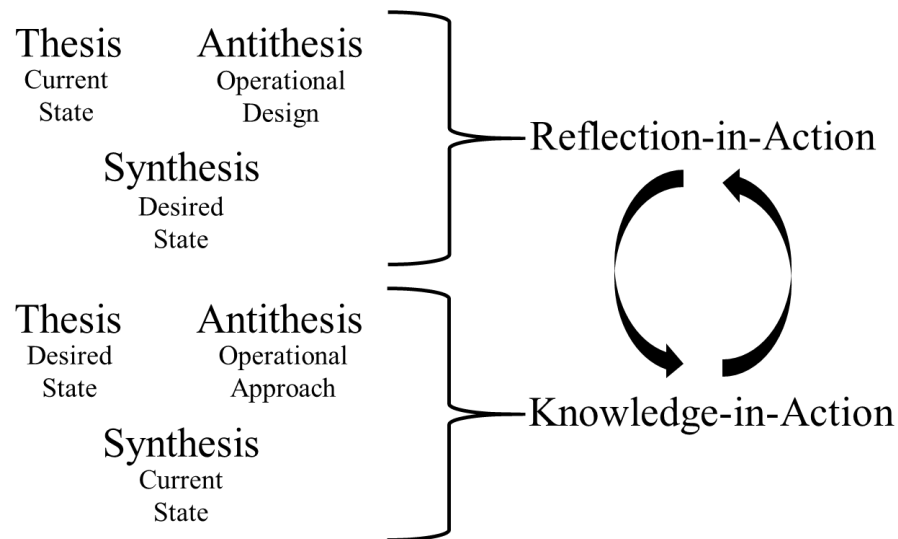 Thesis
Current
State
Antithesis
Operational
Design
Synthesis
Desired
State
Reflection-in-Action
Thesis
Desired
State
Antithesis
Operational
Approach
Synthesis
Current
State
Knowledge-in-Action